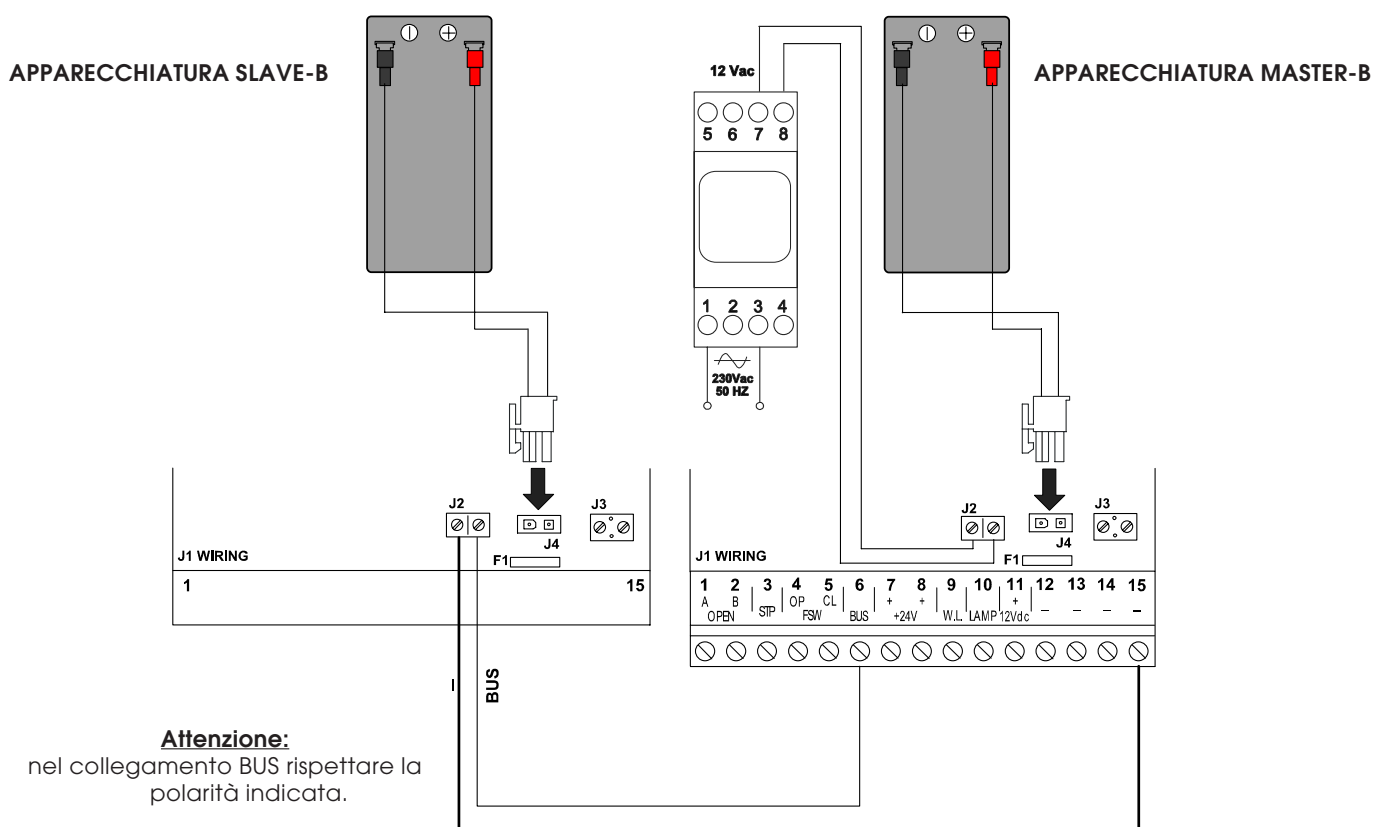 APPARECCHIATURA SLAVE-B
APPARECCHIATURA MASTER-B
12 Vac
5 6 7 8
1 2 3 4
230Vac
50 HZ
J2
J3
J4
F1
J1 WIRING
1 15
J2
J3
J4
F1
J1 WIRING
1 2 3 4 5 6 7 8 9 10 11 12 13 14 15
A B STP OP CL + + + – – – –
OPEN FSW BUS +24V W.L. LAMP 12Vdc
–
BUS
Attenzione:
nel collegamento BUS rispettare la
polarità indicata.